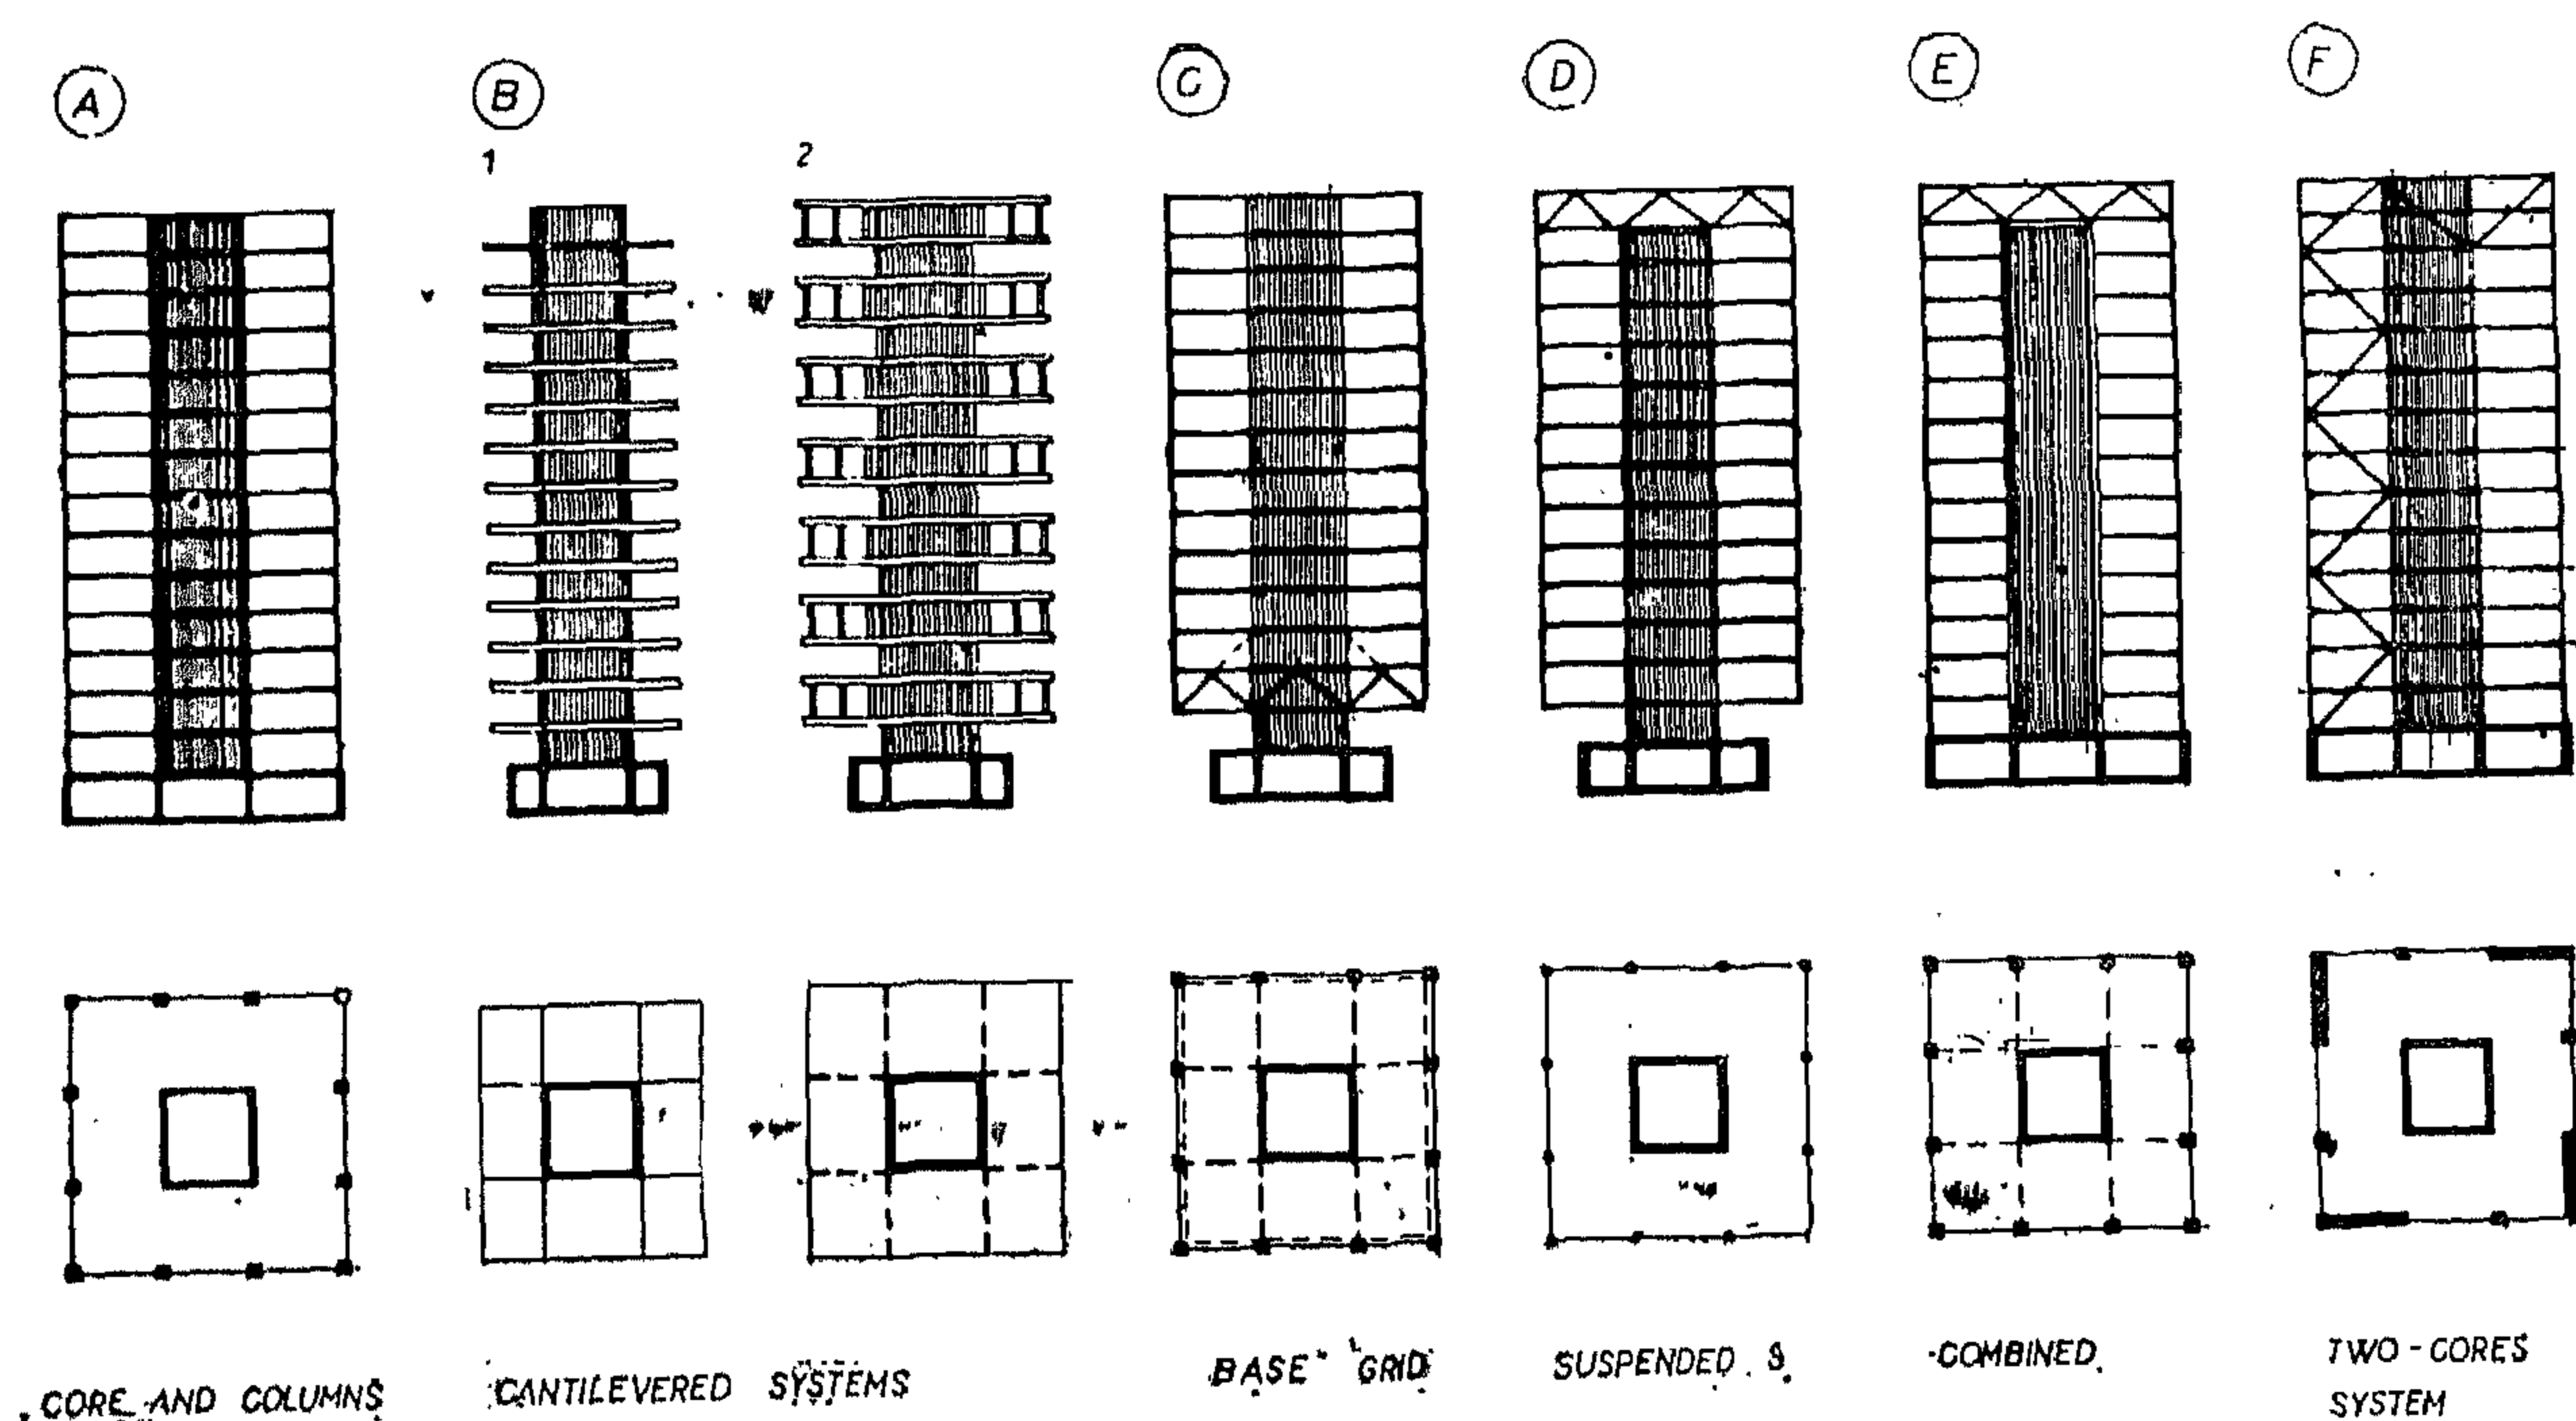 A
B
C
D
E
F
1
2
CORE AND COLUMNS
CANTILEVERED SYSTEMS
BASE GRID
SUSPENDED S.
COMBINED
TWO-CORES
SYSTEM